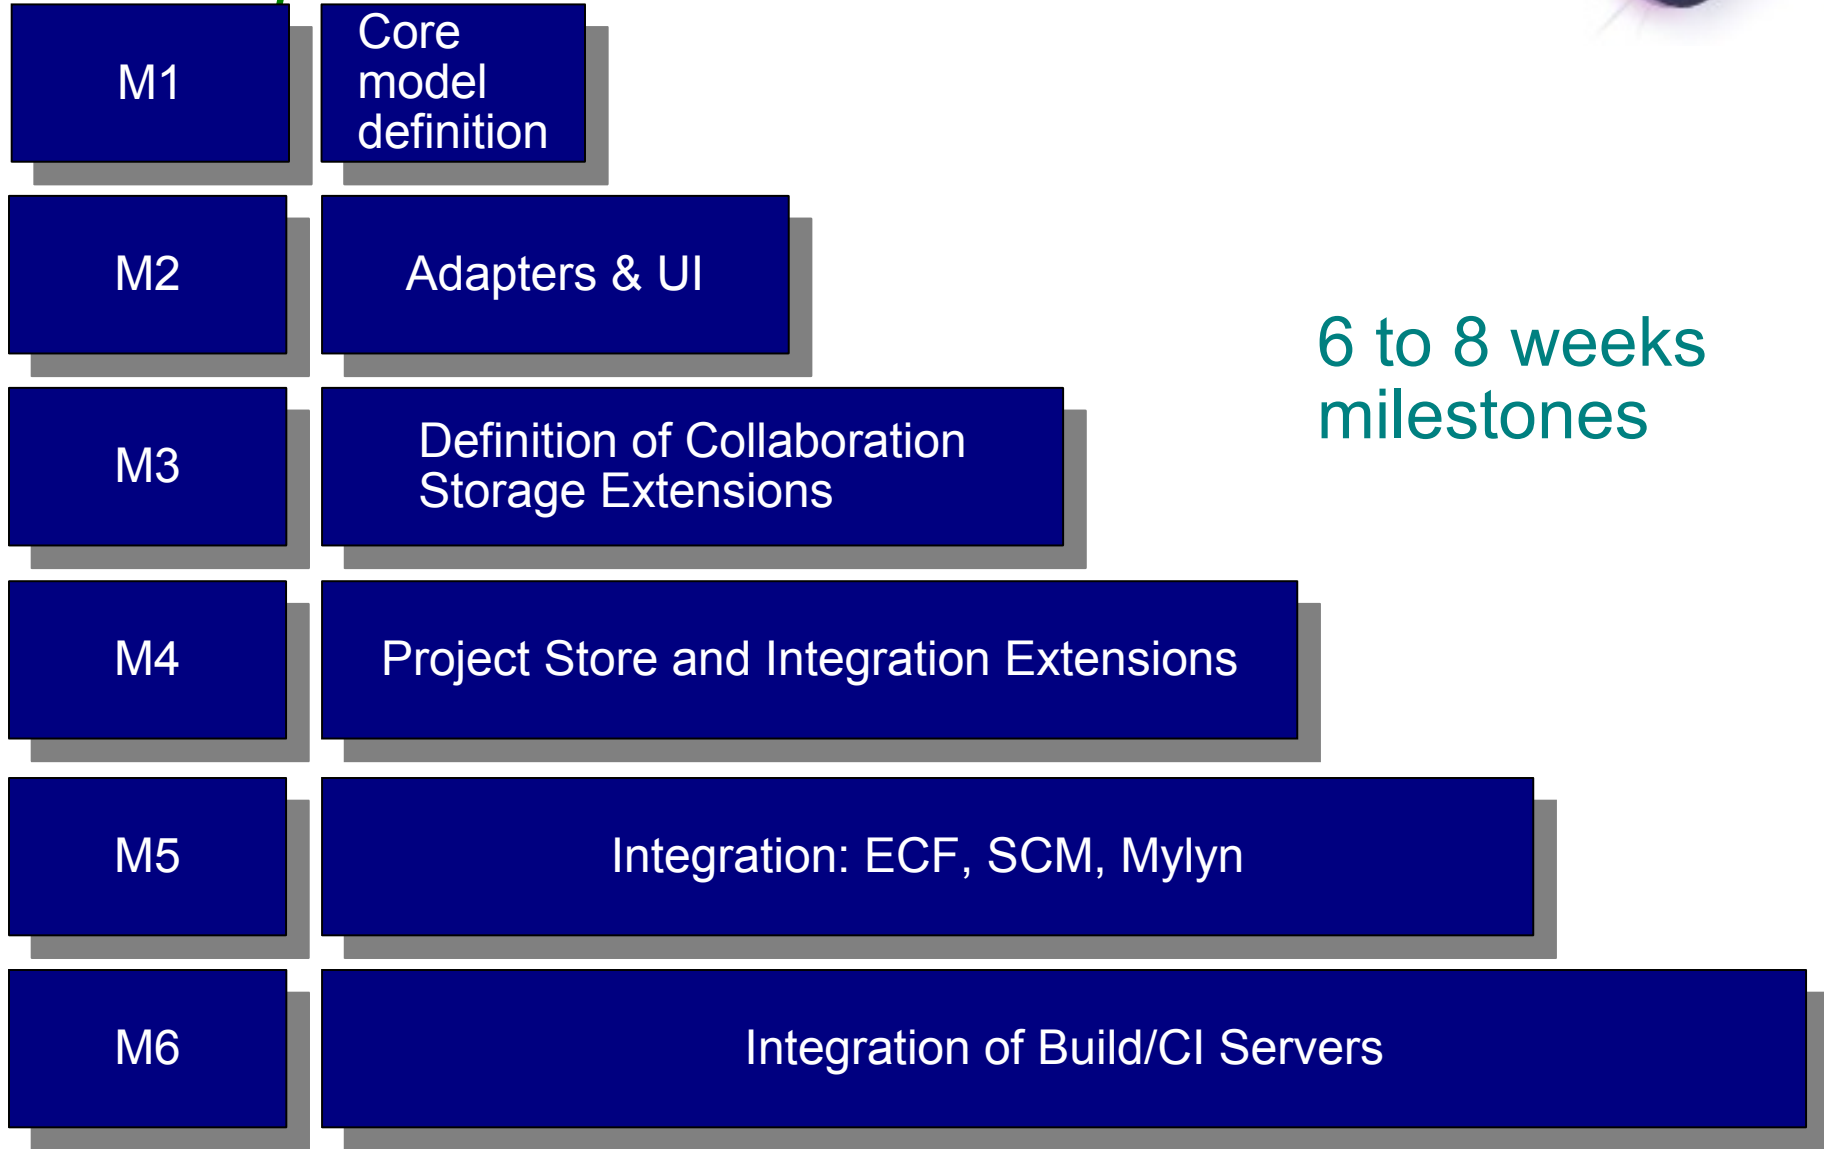 M1
Core
model
definition
M2
Adapters & UI
6 to 8 weeks
milestones
M3
Definition of Collaboration
Storage Extensions
M4
Project Store and Integration Extensions
M5
Integration: ECF, SCM, Mylyn
M6
Integration of Build/CI Servers